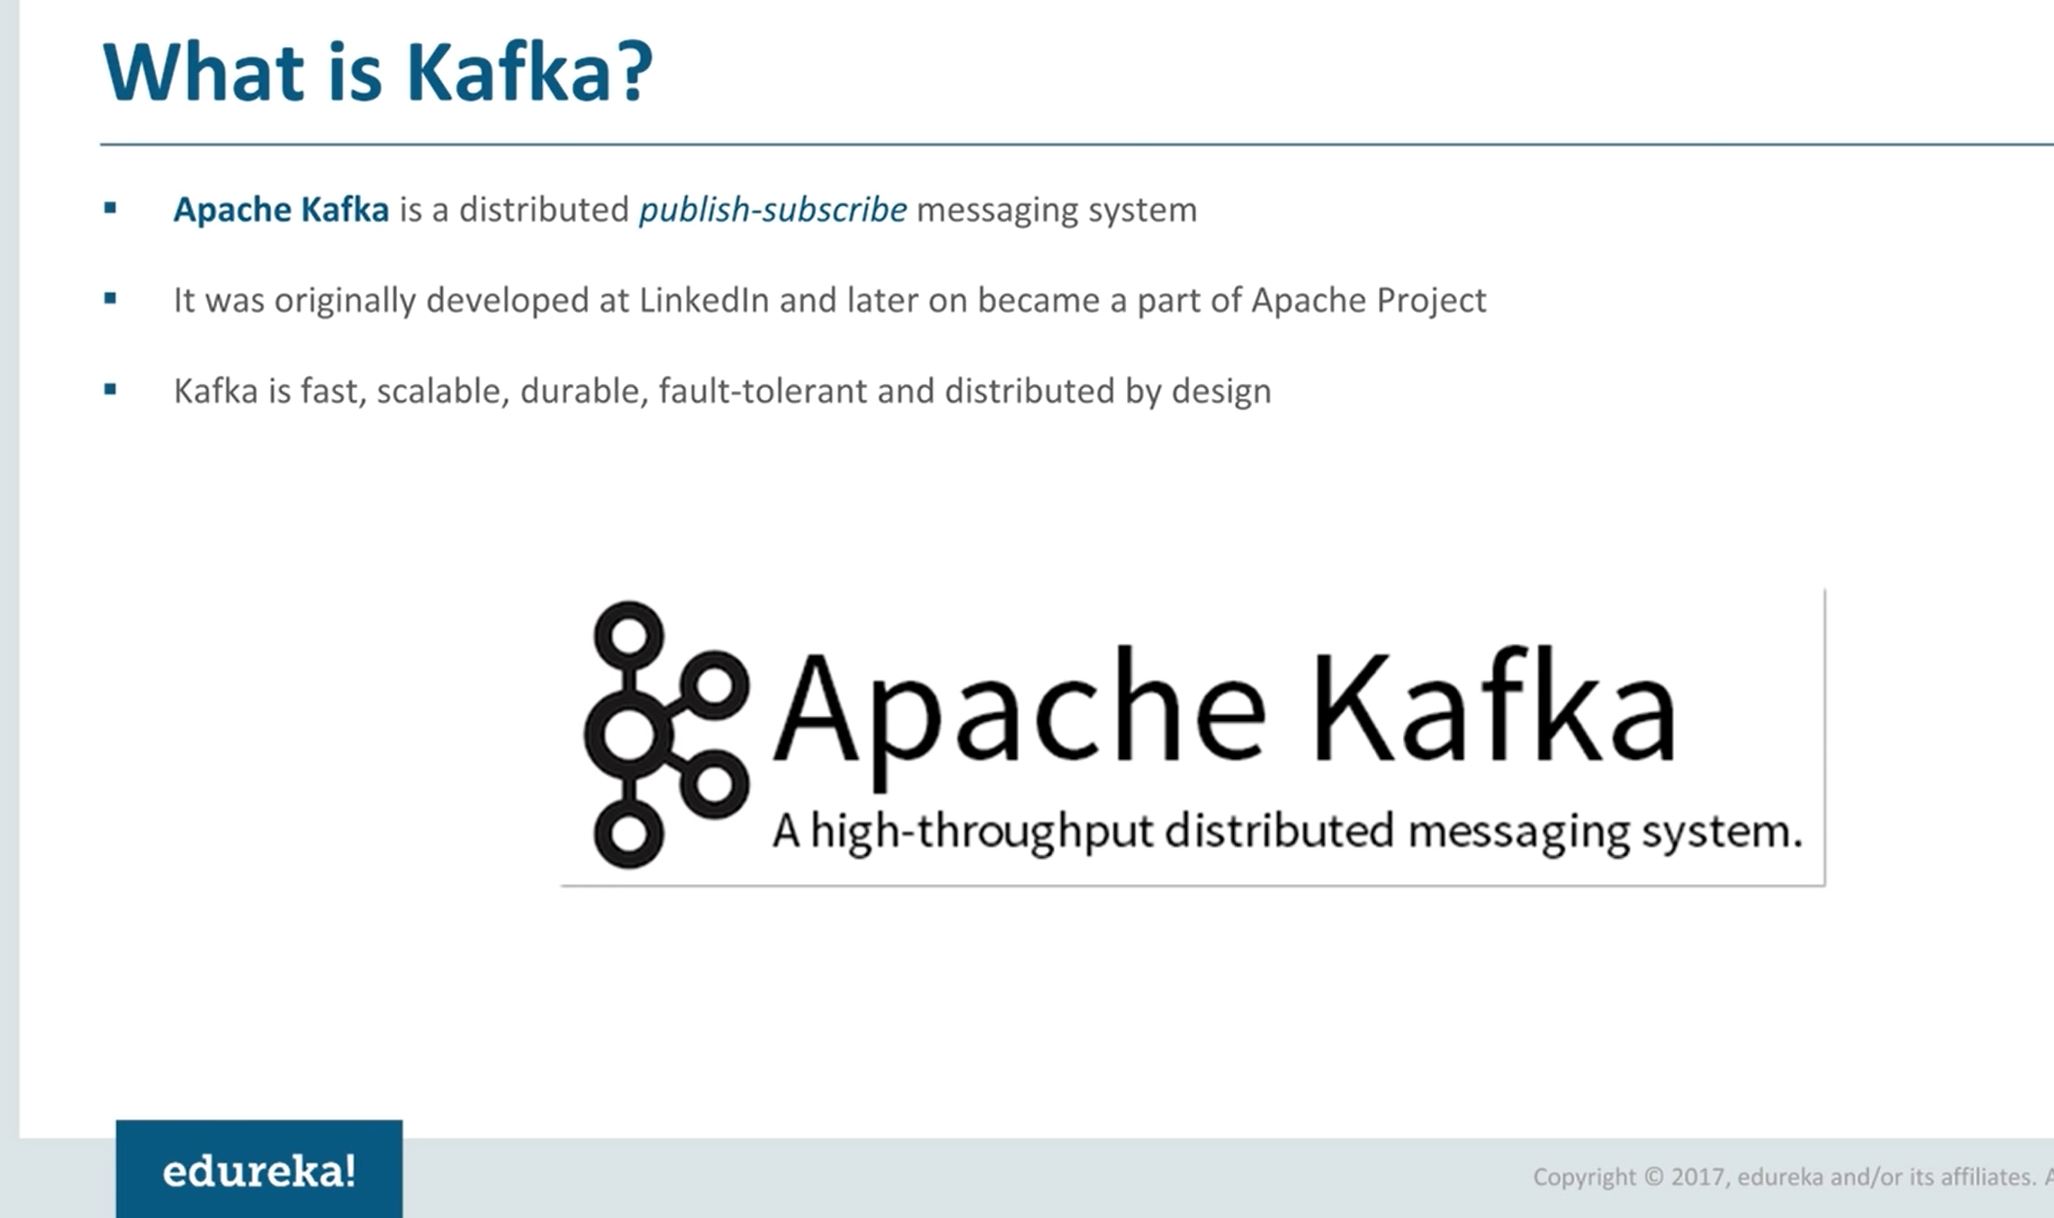 What is Kafka?
▪ Apache Kafka is a distributed publish-subscribe messaging system
▪ It was originally developed at LinkedIn and later on became a part of Apache Project
▪ Kafka is fast, scalable, durable, fault-tolerant and distributed by design
Apache Kafka
A high-throughput distributed messaging system.
edureka!
Copyright © 2017, edureka and/or its affiliates. A